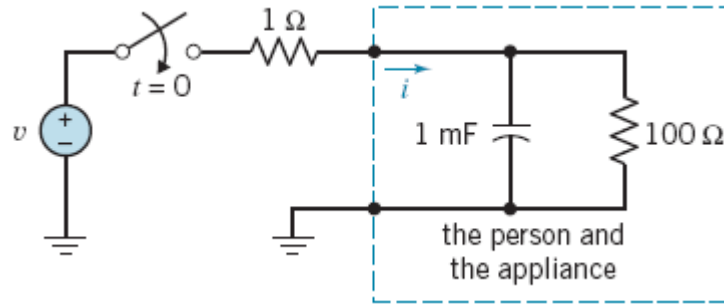 1 Ω
t = 0
i
v
+
−
1 mF
100 Ω
the person and
the appliance